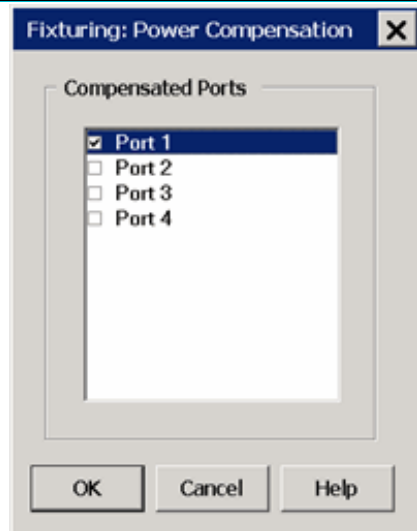 Fixturing: Power Compensation
Compensated Ports
Port 1
Port 2
Port 3
Port 4
OK Cancel Help